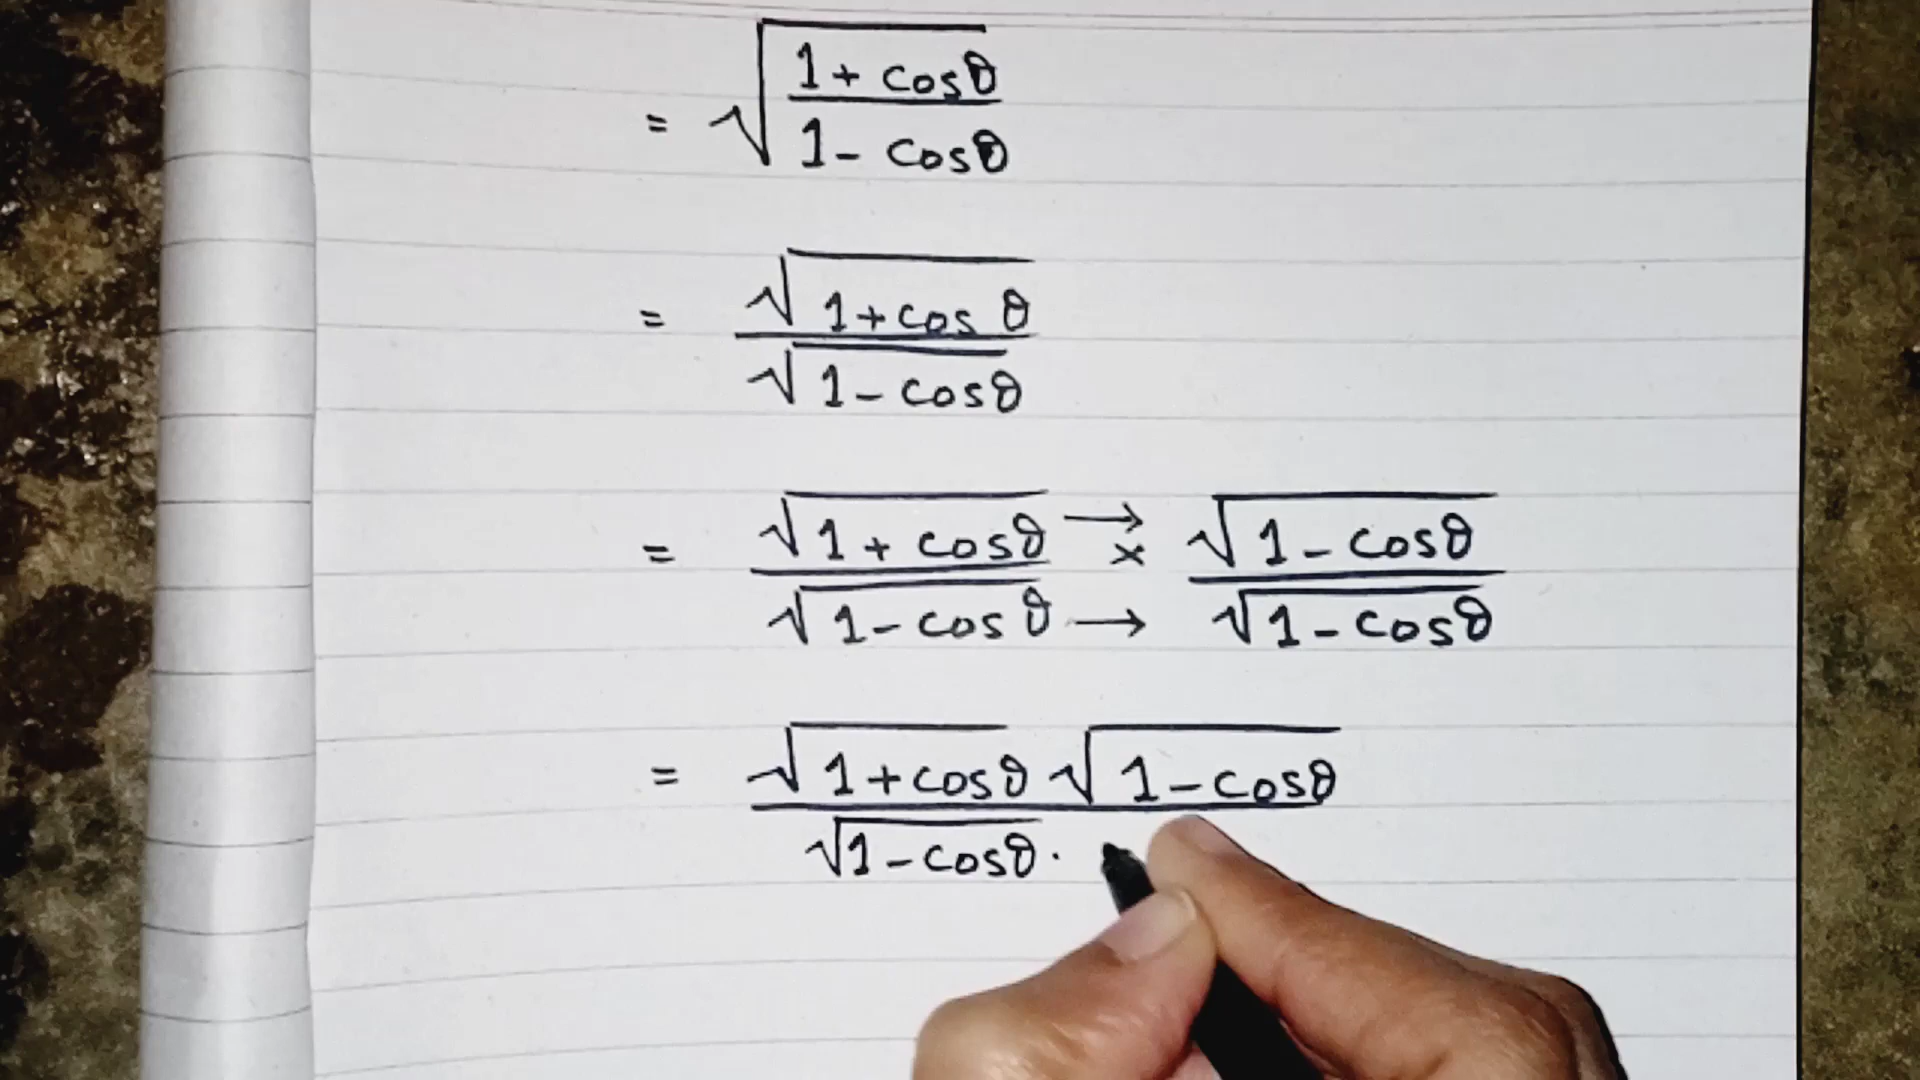 = √(1 + cosθ / 1 - cosθ)
= √(1 + cos θ) / √(1 - cosθ)
= √(1 + cosθ) / √(1 - cosθ) → × → √(1 - cosθ) / √(1 - cosθ)
= √(1 + cosθ) √(1 - cosθ) / √(1 - cosθ) ·